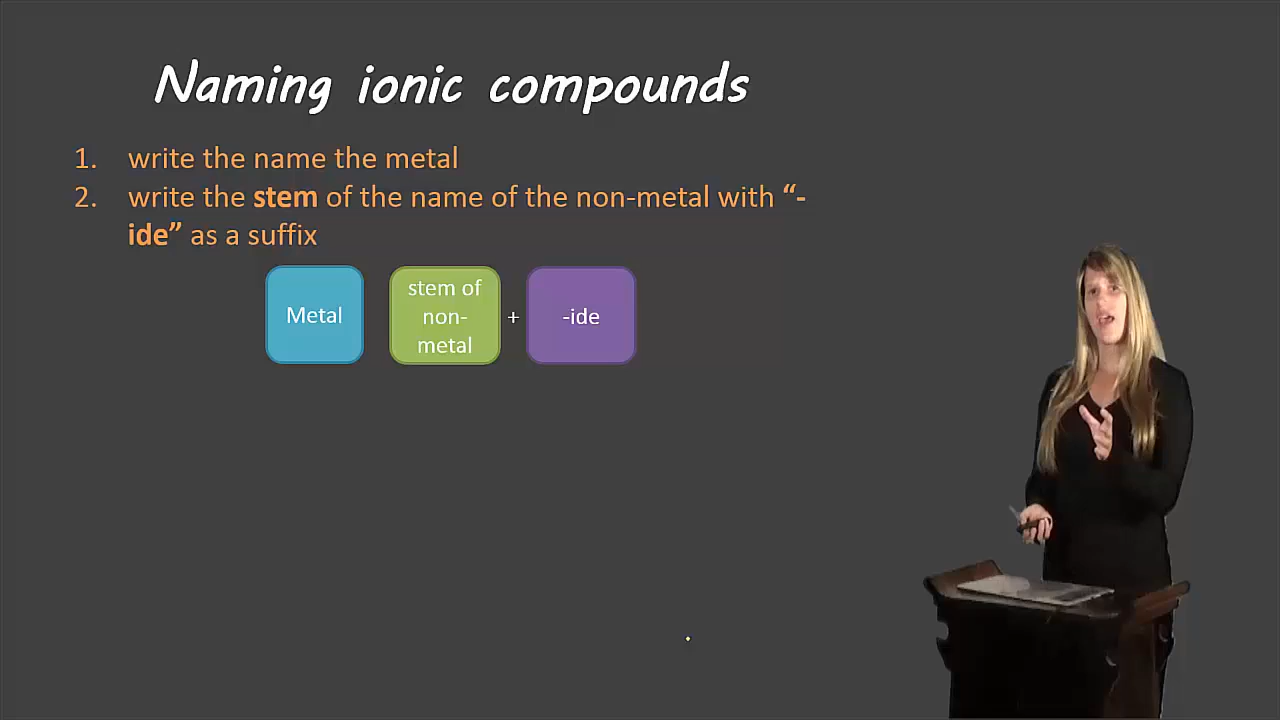 Naming ionic compounds
1. write the name the metal
2. write the stem of the name of the non-metal with “-
ide” as a suffix
Metal
stem of
non-
metal
+
-ide